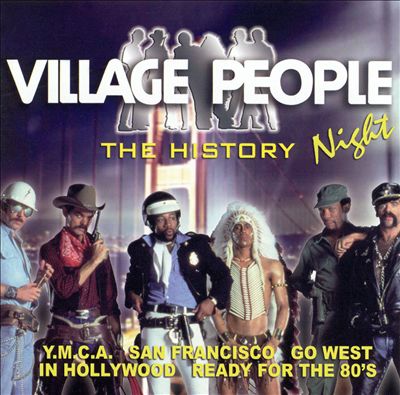 VILLAGE PEOPLE
THE HISTORY Night
Y.M.C.A. SAN FRANCISCO GO WEST
IN HOLLYWOOD READY FOR THE 80'S